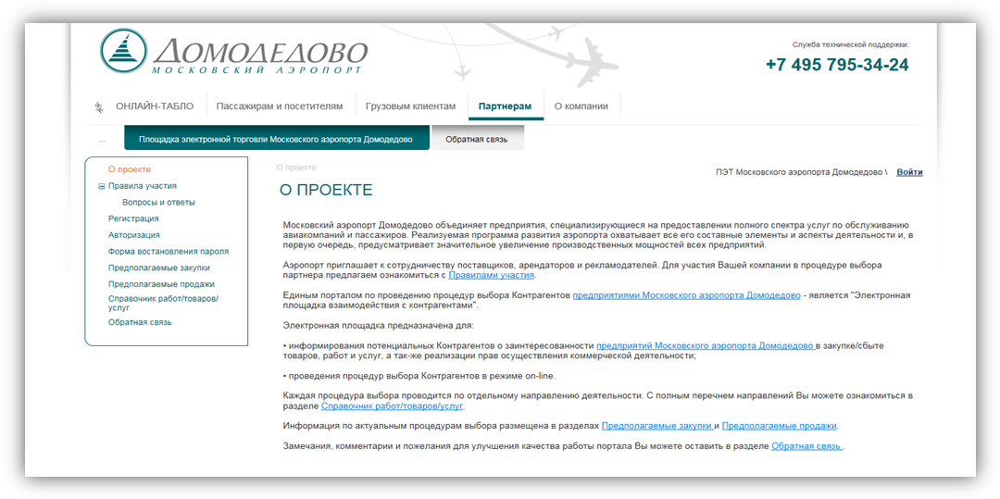 ДОМОДЕДОВО
МОСКОВСКИЙ АЭРОПОРТ
Служба технической поддержки:
+7 495 795-34-24
ОНЛАЙН-ТАБЛО Пассажирам и посетителям Грузовым клиентам Партнерам О компании
... Площадка электронной торговли Московского аэропорта Домодедово Обратная связь
О проекте
Правила участия
Вопросы и ответы
Регистрация
Авторизация
Форма востановления пароля
Предполагаемые закупки
Предполагаемые продажи
Справочник работ/товаров/
услуг
Обратная связь
О проекте
ПЭТ Московского аэропорта Домодедово \ Войти
О ПРОЕКТЕ
Московский аэропорт Домодедово объединяет предприятия, специализирующиеся на предоставлении полного спектра услуг по обслуживанию
авиакомпаний и пассажиров. Реализуемая программа развития аэропорта охватывает все его составные элементы и аспекты деятельности и, в
первую очередь, предусматривает значительное увеличение производственных мощностей всех предприятий.
Аэропорт приглашает к сотрудничеству поставщиков, арендаторов и рекламодателей. Для участия Вашей компании в процедуре выбора
партнера предлагаем ознакомиться с Правилами участия.
Единым порталом по проведению процедур выбора Контрагентов предприятиями Московского аэропорта Домодедово - является "Электронная
площадка взаимодействия с контрагентами".
Электронная площадка предназначена для:
• информирования потенциальных Контрагентов о заинтересованности предприятий Московского аэропорта Домодедово в закупке/сбыте
товаров, работ и услуг, а так-же реализации прав осуществления коммерческой деятельности;
• проведения процедур выбора Контрагентов в режиме on-line.
Каждая процедура выбора проводится по отдельному направлению деятельности. С полным перечнем направлений Вы можете ознакомиться в
разделе Справочник работ/товаров/услуг.
Информация по актуальным процедурам выбора размещена в разделах Предполагаемые закупки и Предполагаемые продажи.
Замечания, комментарии и пожелания для улучшения качества работы портала Вы можете оставить в разделе Обратная связь .